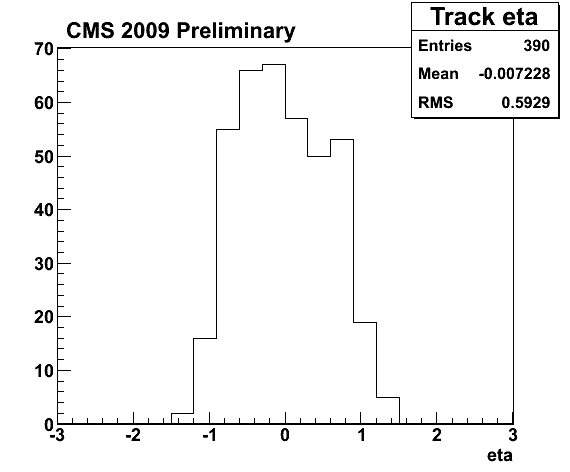 CMS 2009 Preliminary
Track eta
Entries 390
Mean -0.007228
RMS 0.5929
70
60
50
40
30
20
10
0
-3 -2 -1 0 1 2 3
eta